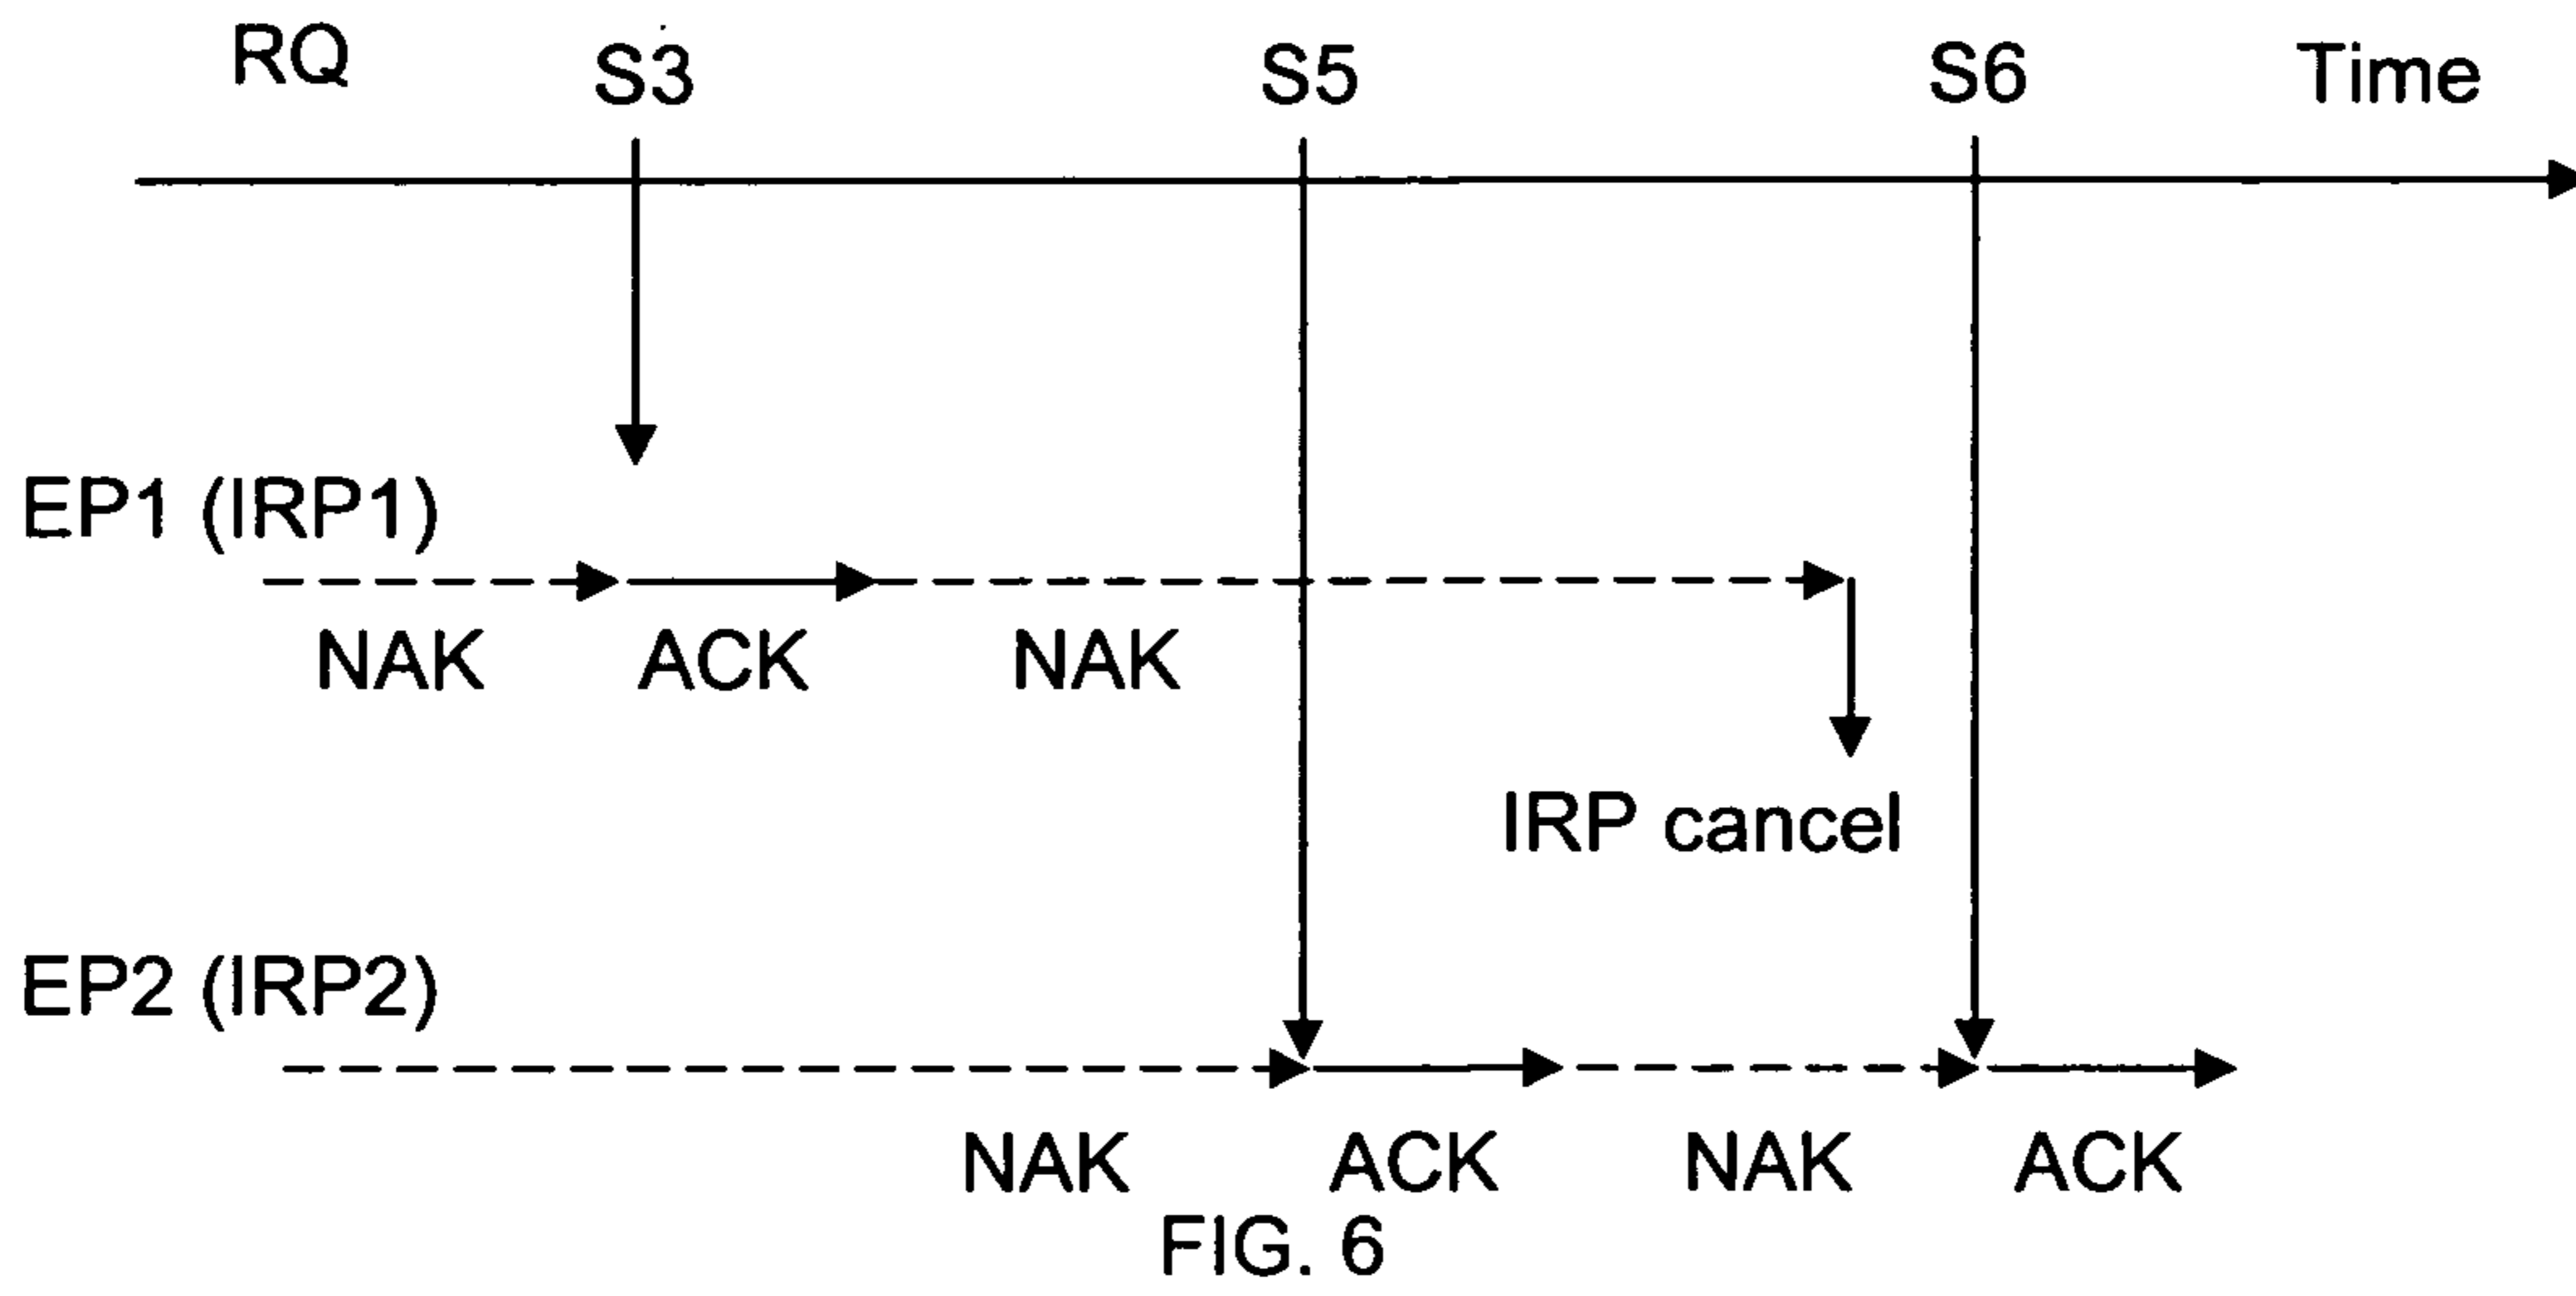 RQ S3 S5 S6 Time
EP1 (IRP1)
NAK ACK NAK
IRP cancel
EP2 (IRP2)
NAK ACK NAK ACK
FIG. 6